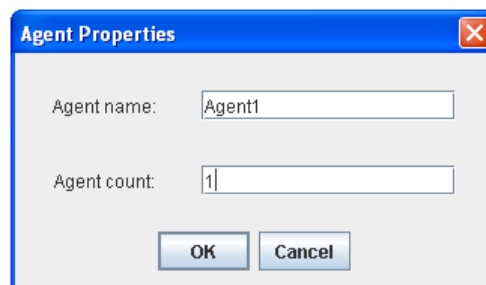 Agent Properties
Agent name: Agent1
Agent count: 1
OK Cancel